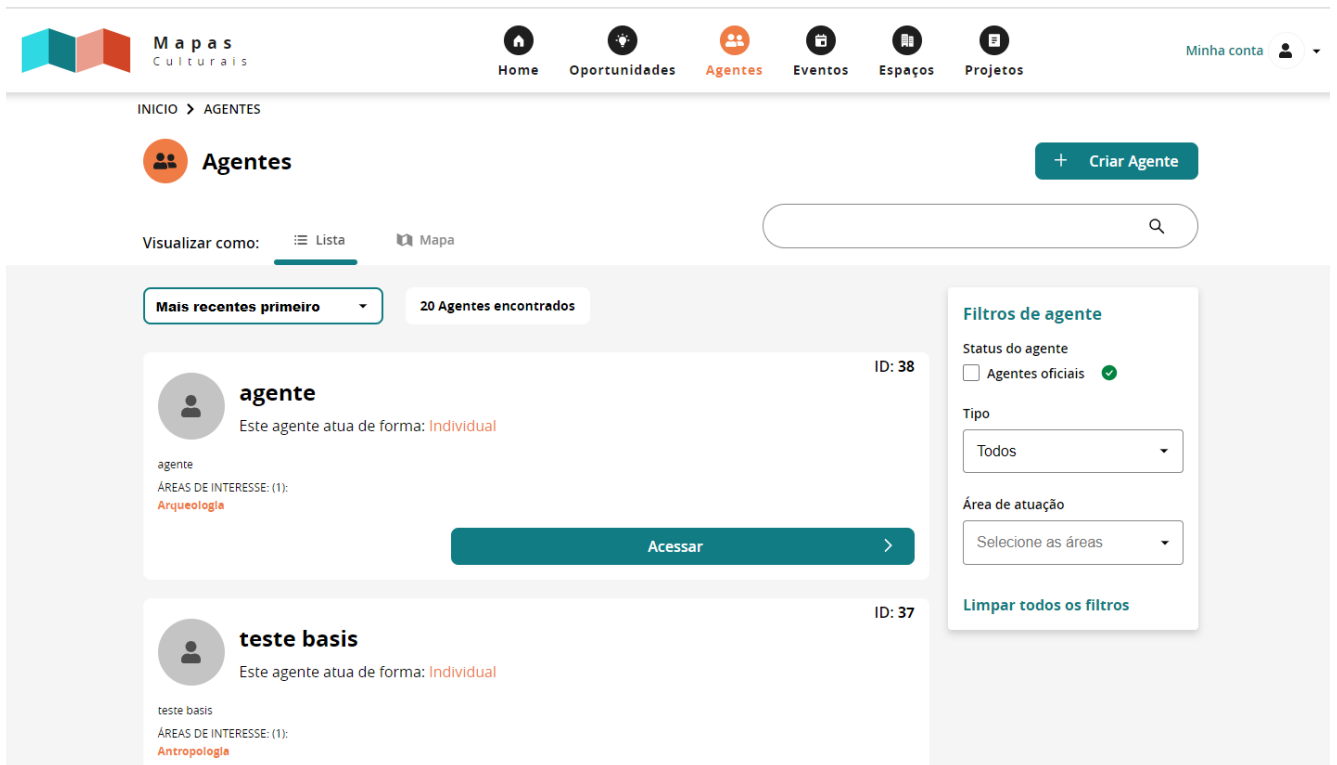 Mapas
Culturais
Home
Oportunidades
Agentes
Eventos
Espaços
Projetos
Minha conta
INICIO > AGENTES
Agentes
+ Criar Agente
Visualizar como:
Lista
Mapa
Mais recentes primeiro
20 Agentes encontrados
ID: 38
agente
Este agente atua de forma: Individual
agente
ÁREAS DE INTERESSE: (1):
Arqueologia
Acessar
ID: 37
teste basis
Este agente atua de forma: Individual
teste basis
ÁREAS DE INTERESSE: (1):
Antropologia
Filtros de agente
Status do agente
Agentes oficiais
Tipo
Todos
Área de atuação
Selecione as áreas
Limpar todos os filtros